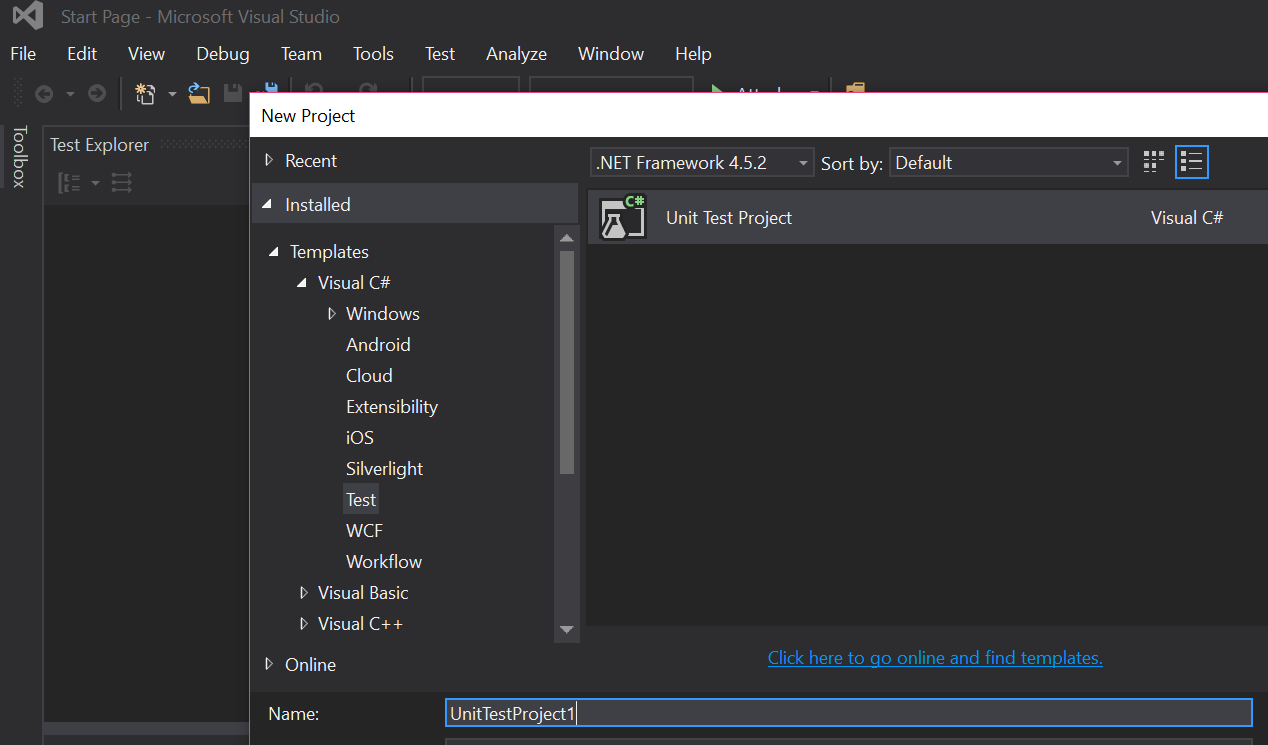 Start Page - Microsoft Visual Studio
File Edit View Debug Team Tools Test Analyze Window Help
Toolbox
Test Explorer
New Project
Recent
.NET Framework 4.5.2 Sort by: Default
Installed
Unit Test Project Visual C#
C#
Templates
Visual C#
Windows
Android
Cloud
Extensibility
iOS
Silverlight
Test
WCF
Workflow
Visual Basic
Visual C++
Online
Click here to go online and find templates.
Name: UnitTestProject1